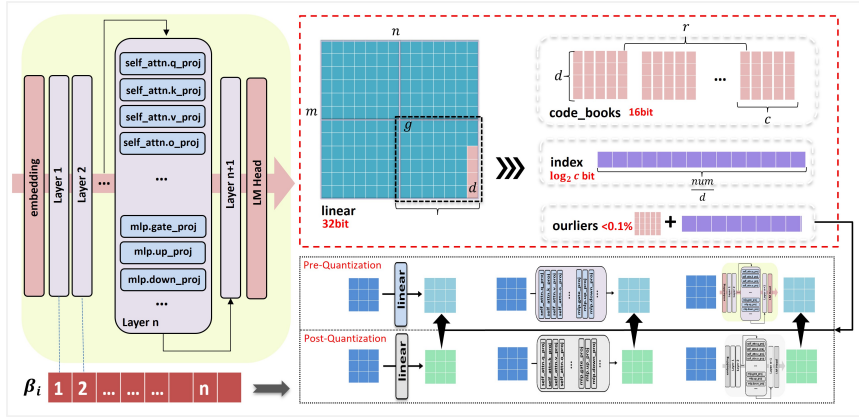 embedding
Layer 1
Layer 2
...
self_attn.q_proj
self_attn.k_proj
self_attn.v_proj
self_attn.o_proj
...
mlp.gate_proj
mlp.up_proj
mlp.down_proj
...
Layer n
Layer n+1
LM Head
βi 1 2 ... ... ... n
n
m
g
d
linear
32bit
r
d
...
c
code_books 16bit
index
log2 c bit
num
d
ourliers <0.1% +
Pre-Quantization
linear
Post-Quantization
linear